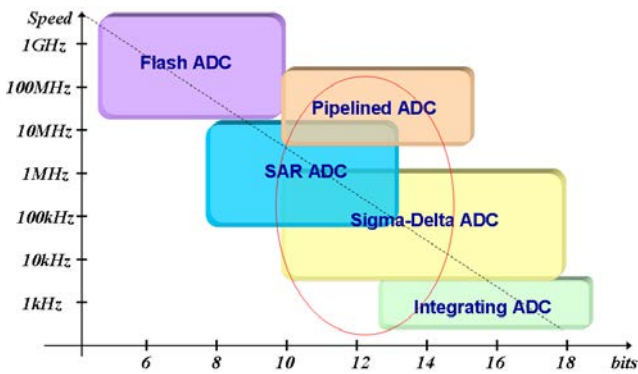 Speed
1GHz
Flash ADC
100MHz
Pipelined ADC
10MHz
SAR ADC
1MHz
100kHz
Sigma-Delta ADC
10kHz
1kHz
Integrating ADC
6 8 10 12 14 16 18 bits